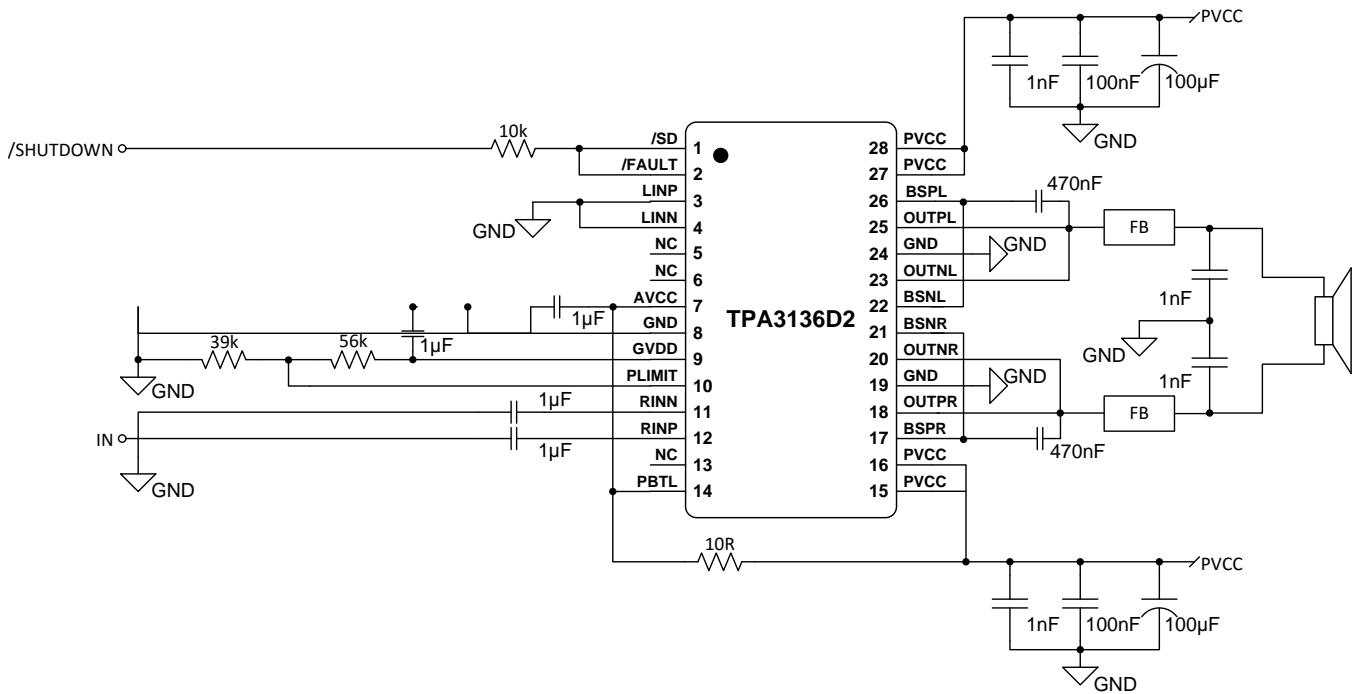 PVCC
1nF
100nF
100µF
GND
/SHUTDOWN
10k
/SD
1
28
PVCC
/FAULT
2
27
PVCC
470nF
LINP
3
26
BSPL
GND
LINN
4
25
OUTPL
FB
NC
5
24
GND
GND
NC
6
23
OUTNL
1nF
1µF
AVCC
7
22
BSNL
TPA3136D2
GND
8
21
BSNR
1µF
39k
56k
GVDD
9
20
OUTNR
GND
GND
PLIMIT
10
19
GND
GND
1nF
1µF
RINN
11
18
OUTPR
FB
IN
1µF
RINP
12
17
BSPR
470nF
NC
13
16
PVCC
GND
PBTL
14
15
PVCC
10R
PVCC
1nF
100nF
100µF
GND